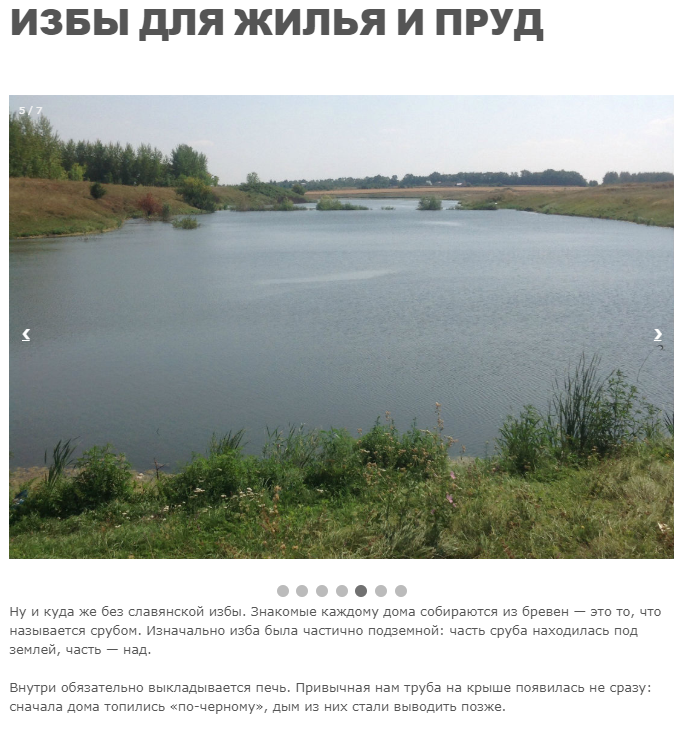 ИЗБЫ ДЛЯ ЖИЛЬЯ И ПРУД
5 / 7
‹ ›
Ну и куда же без славянской избы. Знакомые каждому дома собираются из бревен — это то, что
называется срубом. Изначально изба была частично подземной: часть сруба находилась под
землей, часть — над.
Внутри обязательно выкладывается печь. Привычная нам труба на крыше появилась не сразу:
сначала дома топились «по-черному», дым из них стали выводить позже.